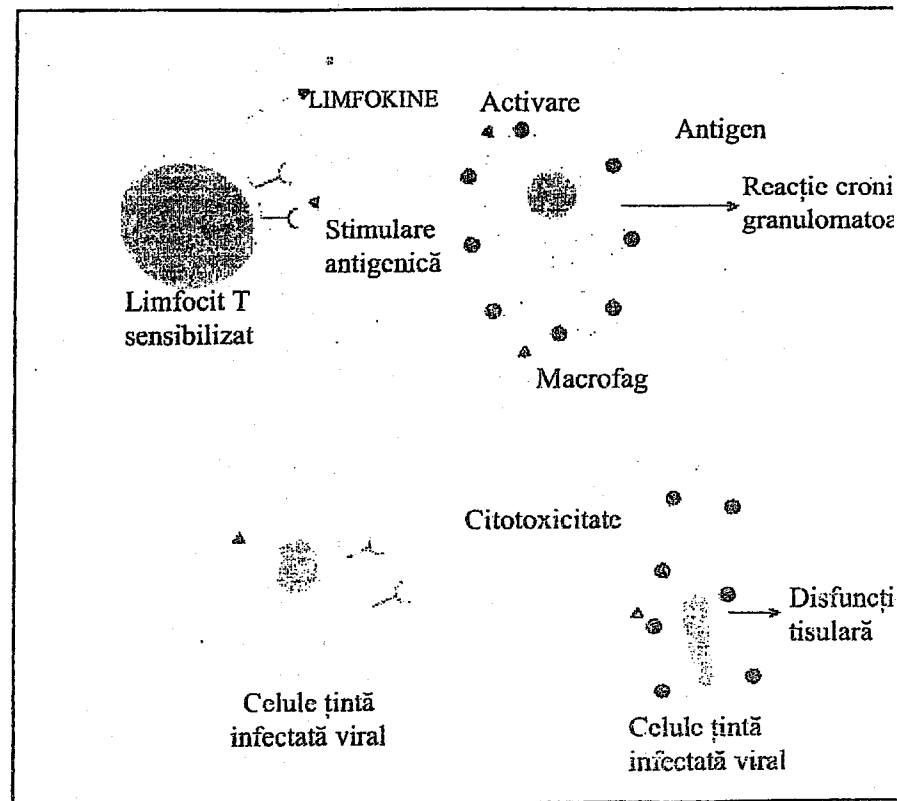 LIMFOKINE
Activare
Antigen
Reacție croni
granulomatoa
Stimulare
antigenică
Limfocit T
sensibilizat
Macrofag
Citotoxicitate
Disfuncți
tisulară
Celule țintă
infectată viral
Celule țintă
infectată viral